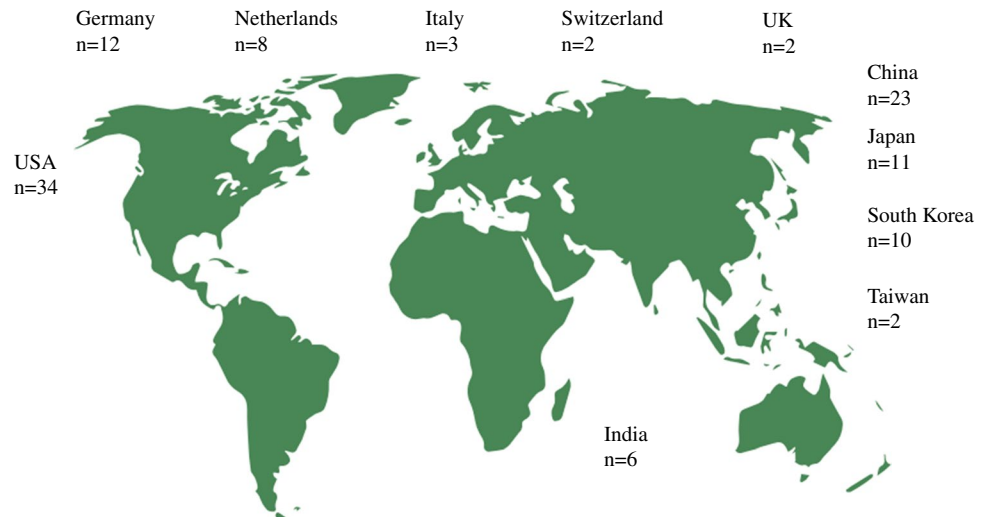 Germany
n=12
Netherlands
n=8
Italy
n=3
Switzerland
n=2
UK
n=2
China
n=23
Japan
n=11
USA
n=34
South Korea
n=10
Taiwan
n=2
India
n=6